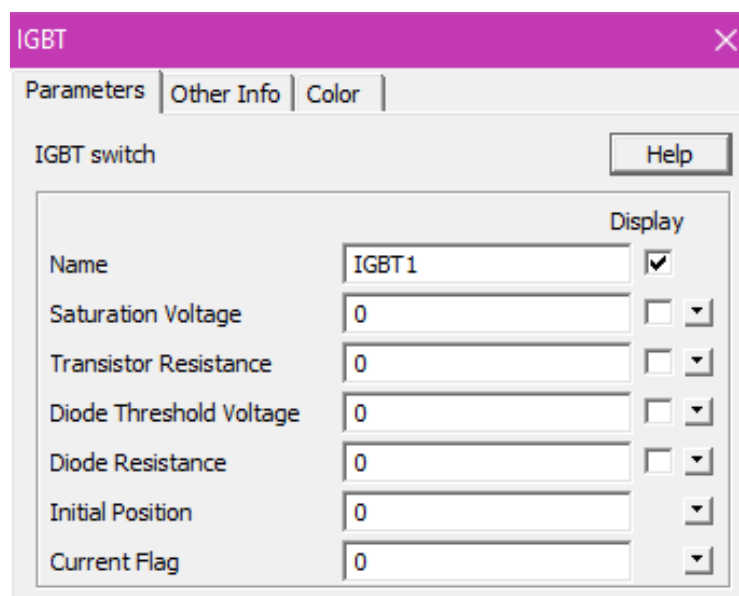 IGBT
Parameters Other Info Color
IGBT switch Help
Display
Name IGBT1
Saturation Voltage 0
Transistor Resistance 0
Diode Threshold Voltage 0
Diode Resistance 0
Initial Position 0
Current Flag 0